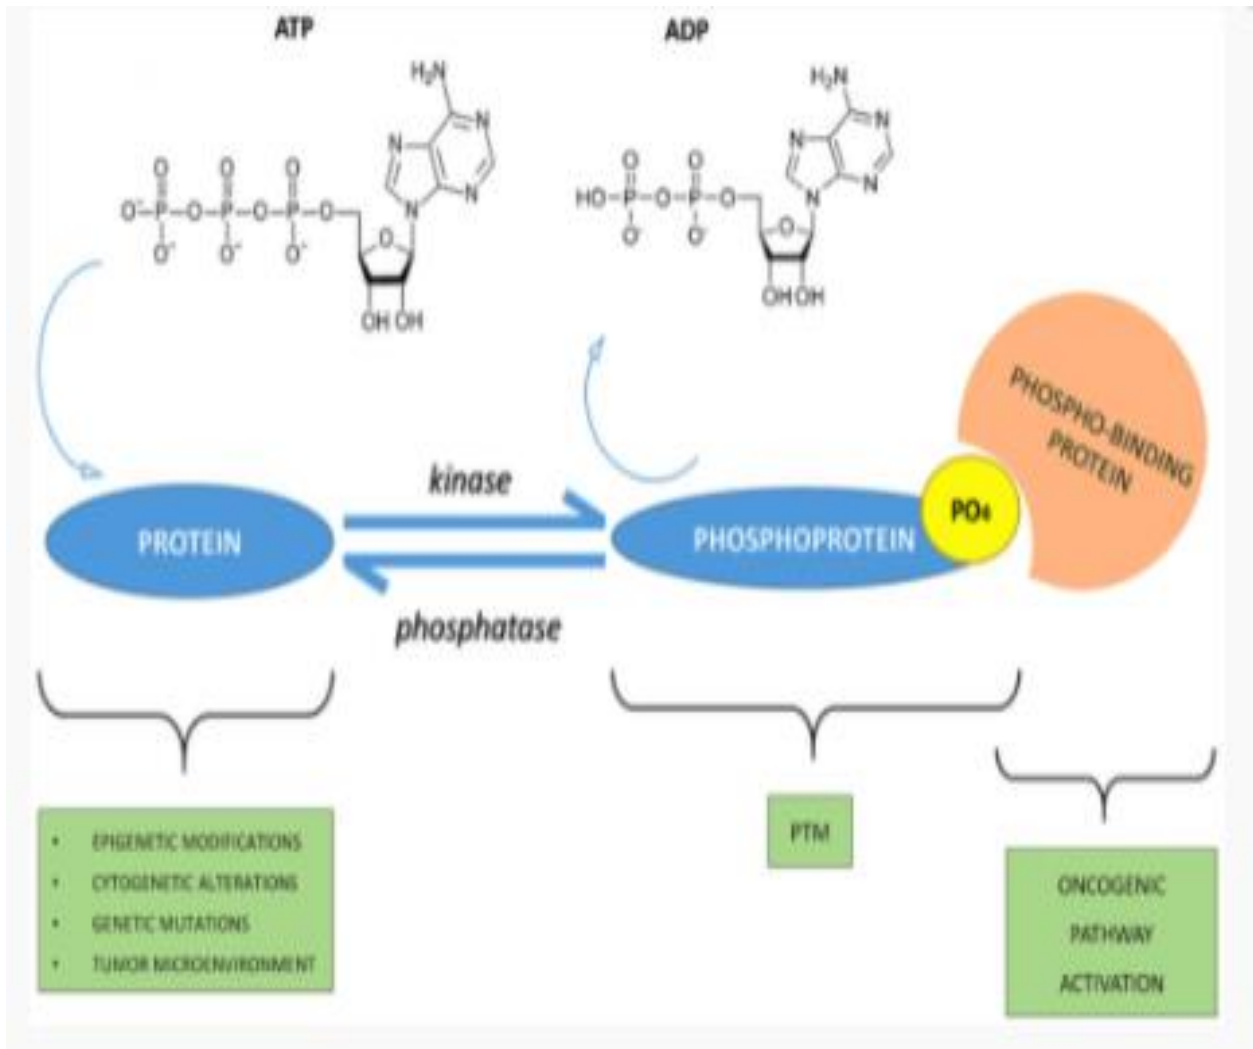 ATP
ADP
H₂N
N
N
N
N
O
O
O
O⁻
P
O
P
O
P
O
O⁻
O⁻
O⁻
O
OH OH
H₂N
N
N
N
N
O
O
HO
P
O
P
O
O⁻
O⁻
O
OH OH
PHOSPHO-BINDING
PROTEIN
kinase
PROTEIN
PHOSPHOPROTEIN
PO₄
phosphatase
• EPIGENETIC MODIFICATIONS
• CYTOGENETIC ALTERATIONS
• GENETIC MUTATIONS
• TUMOR MICROENVIRONMENT
PTM
ONCOGENIC
PATHWAY
ACTIVATION